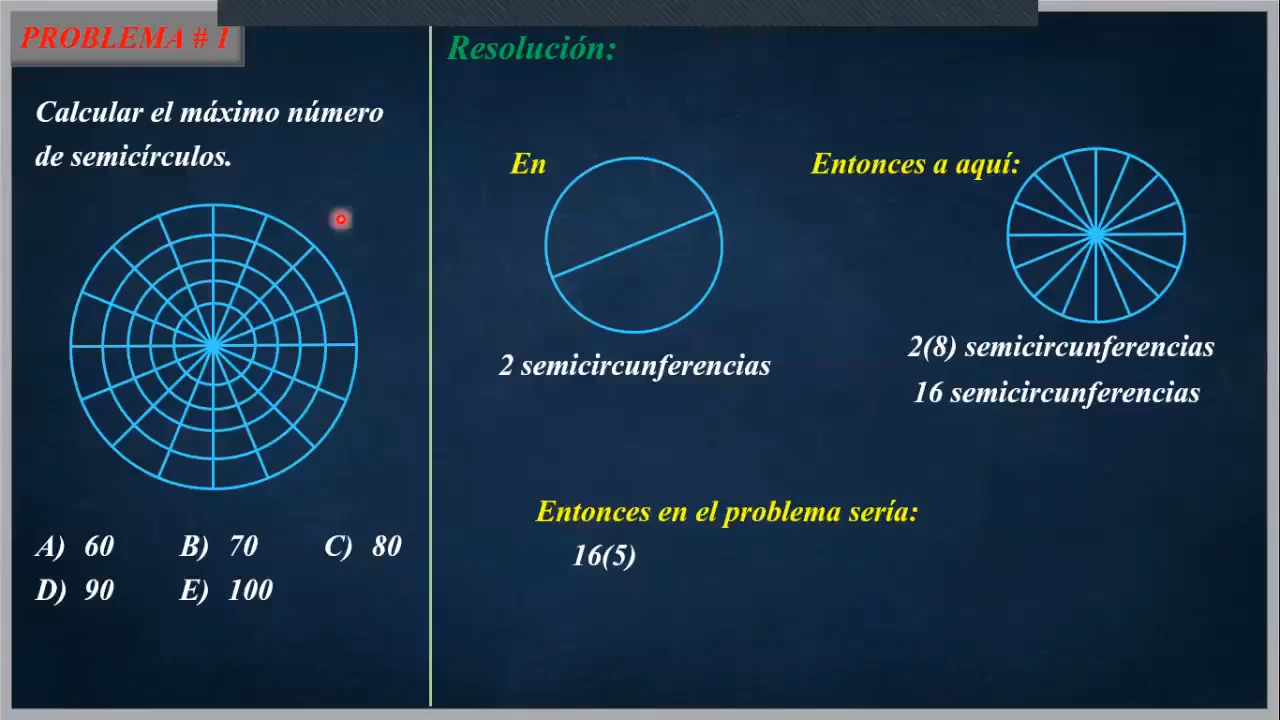 PROBLEMA # 1
Calcular el máximo número
de semicírculos.
A) 60 B) 70 C) 80
D) 90 E) 100
Resolución:
En
2 semicircunferencias
Entonces a aquí:
2(8) semicircunferencias
16 semicircunferencias
Entonces en el problema sería:
16(5)